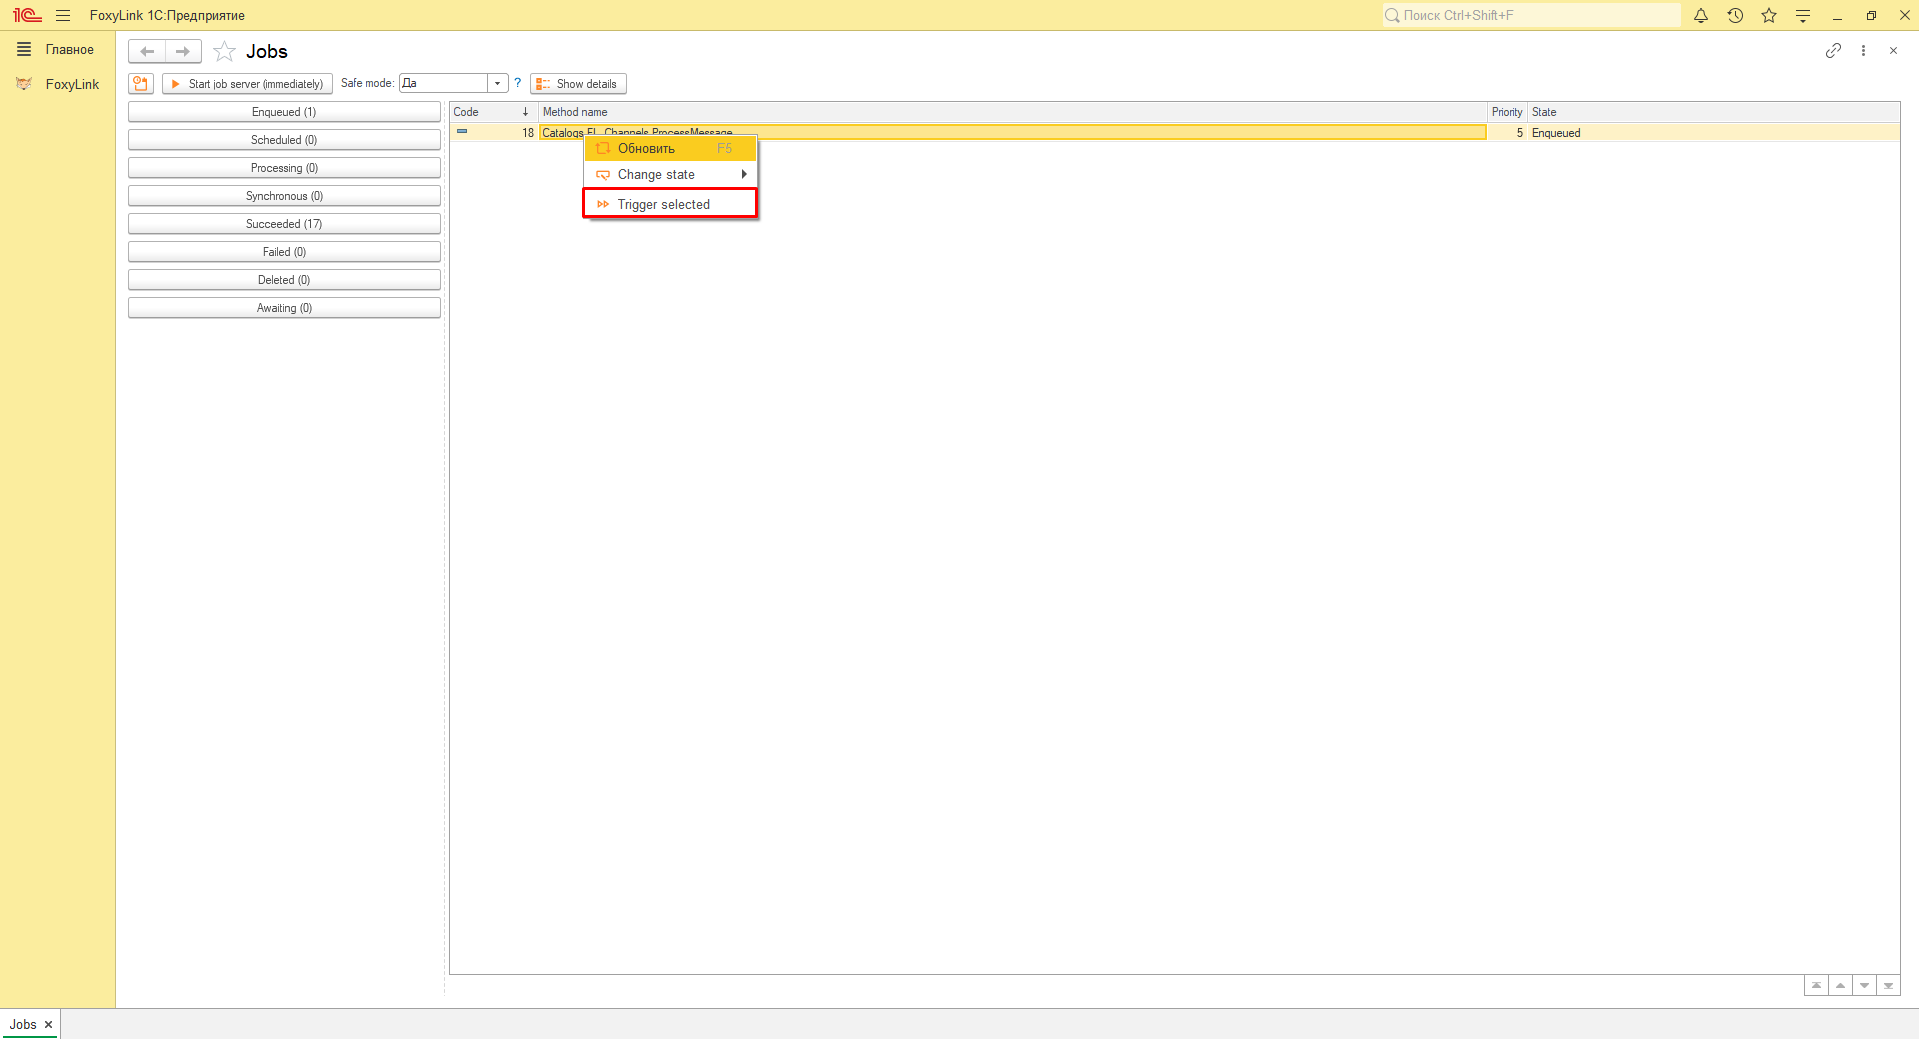 FoxyLink 1С:Предприятие
Поиск Ctrl+Shift+F
Главное
FoxyLink
Jobs
Start job server (immediately)
Safe mode: Да
?
Show details
Enqueued (1)
Scheduled (0)
Processing (0)
Synchronous (0)
Succeeded (17)
Failed (0)
Deleted (0)
Awaiting (0)
Code ↓ Method name Priority State
18 Catalogs.FL_Channels.ProcessMessage 5 Enqueued
Обновить F5
Change state
Trigger selected
Jobs